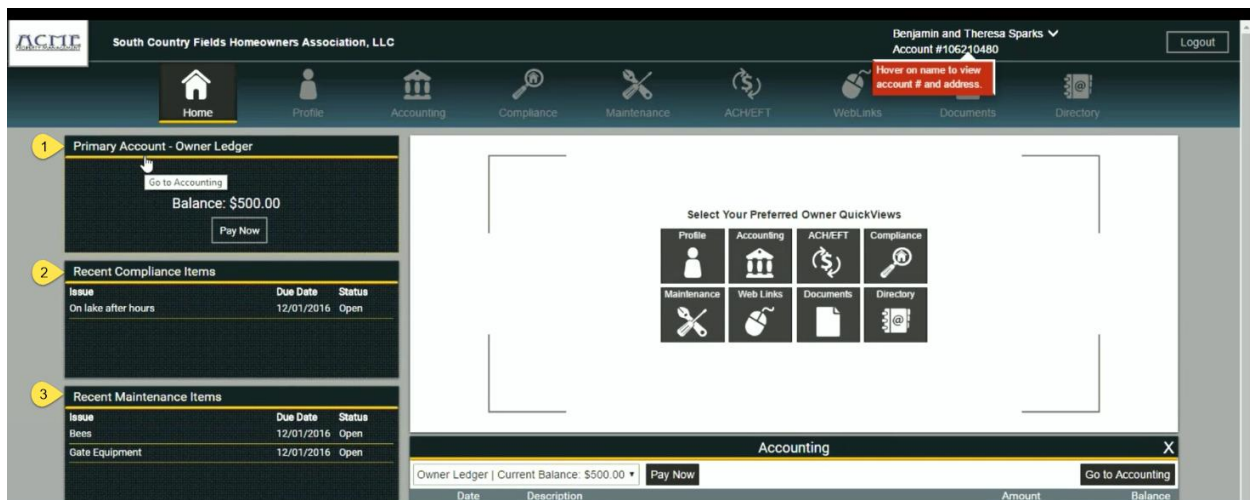 ACME
PROPERTY MANAGEMENT
South Country Fields Homeowners Association, LLC
Benjamin and Theresa Sparks
Account #106210480
Logout
Hover on name to view
account # and address.
Home
Profile
Accounting
Compliance
Maintenance
ACH/EFT
WebLinks
Documents
Directory
1
Primary Account - Owner Ledger
Go to Accounting
Balance: $500.00
Pay Now
2
Recent Compliance Items
Issue Due Date Status
On lake after hours 12/01/2016 Open
3
Recent Maintenance Items
Issue Due Date Status
Bees 12/01/2016 Open
Gate Equipment 12/01/2016 Open
Select Your Preferred Owner QuickViews
Profile Accounting ACH/EFT Compliance
Maintenance Web Links Documents Directory
Accounting X
Owner Ledger | Current Balance: $500.00 Pay Now Go to Accounting
Date Description Amount Balance